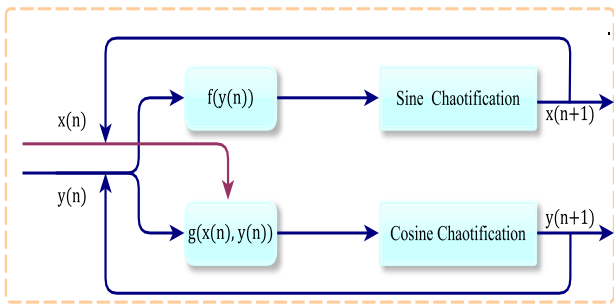 x(n)
y(n)
f(y(n))
g(x(n), y(n))
Sine Chaotification
x(n+1)
Cosine Chaotification
y(n+1)